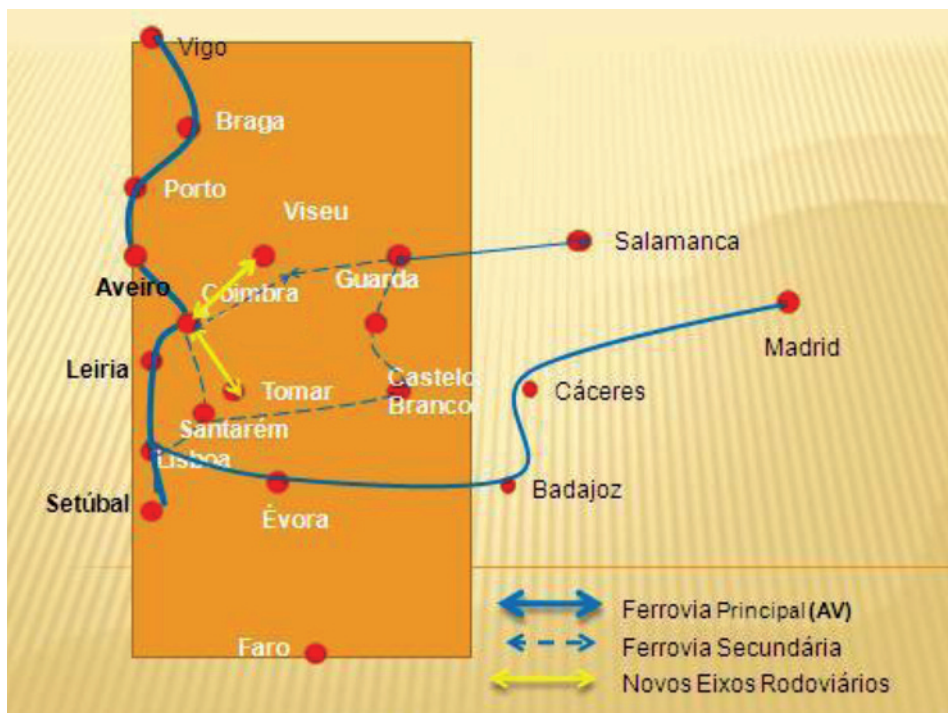 Vigo
Braga
Porto
Viseu
Salamanca
Aveiro
Coimbra
Guarda
Madrid
Leiria
Tomar
Castelo
Branco
Cáceres
Santarém
Lisboa
Setúbal
Évora
Badajoz
Faro
Ferrovia Principal (AV)
Ferrovia Secundária
Novos Eixos Rodoviários